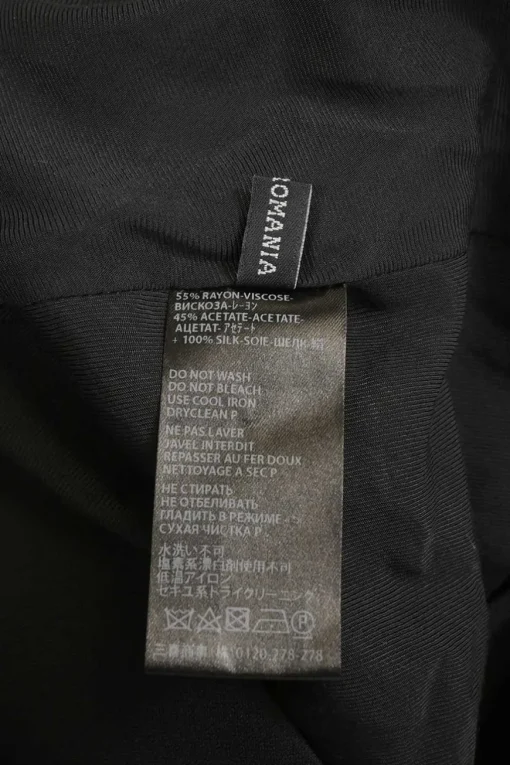 ROMANIA
55% RAYON-VISCOSE-
ВИСКОЗА-レーヨン
45% ACETATE-ACETATE-
АЦЕТАТ-アセテート
+ 100% SILK-SOIE-ШЕЛК-絹
DO NOT WASH
DO NOT BLEACH
USE COOL IRON
DRYCLEAN P
NE PAS LAVER
JAVEL INTERDIT
REPASSER AU FER DOUX
NETTOYAGE A SEC P
НЕ СТИРАТЬ
НЕ ОТБЕЛИВАТЬ
ГЛАДИТЬ В РЕЖИМЕ
СУХАЯ ЧИСТКА P
水洗い不可
塩素系漂白剤使用不可
低温アイロン
セキユ系ドライクリーニング
P
0120-278-278